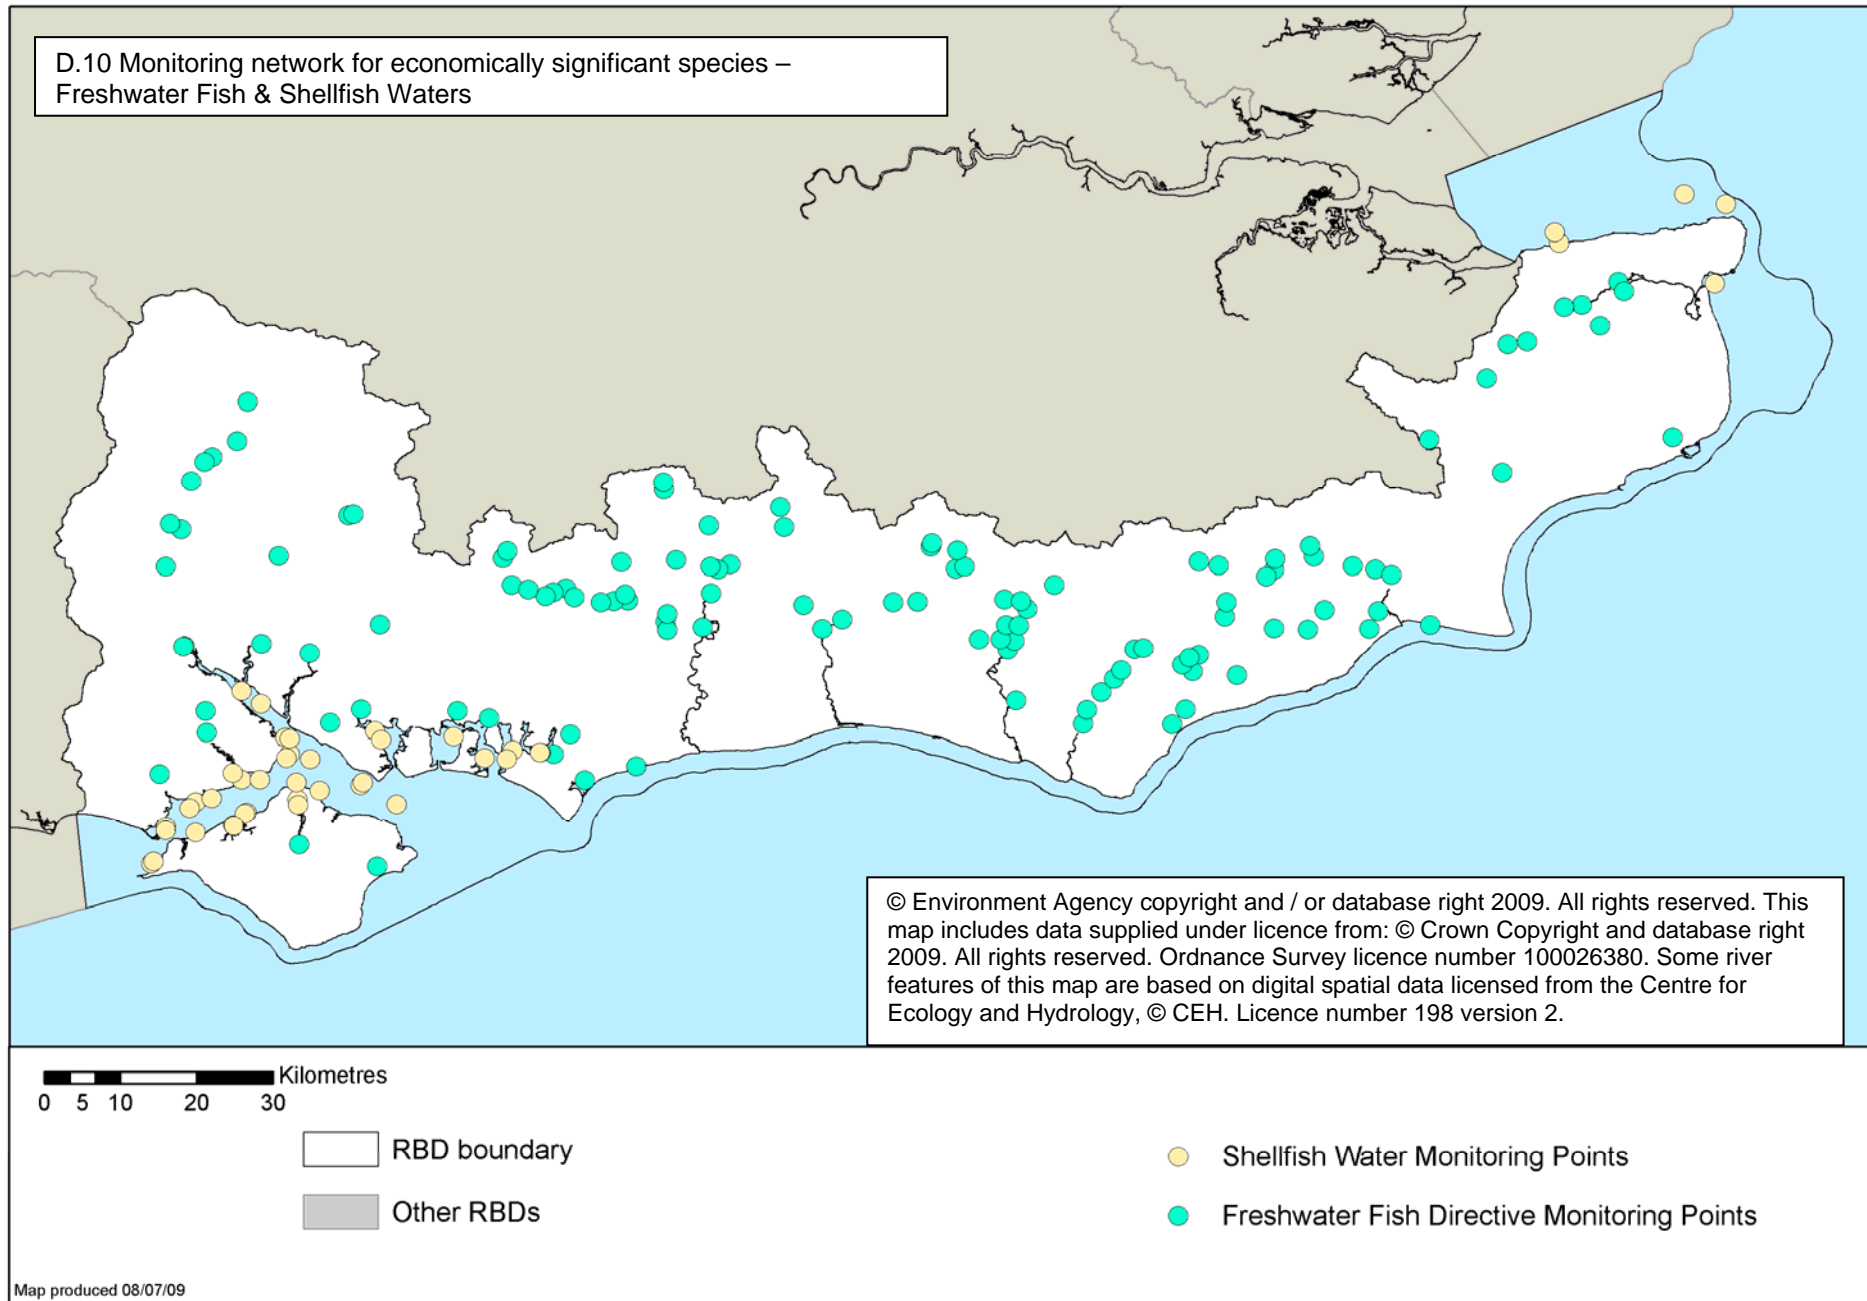 D.10 Monitoring network for economically significant species –
Freshwater Fish & Shellfish Waters
© Environment Agency copyright and / or database right 2009. All rights reserved. This
map includes data supplied under licence from: © Crown Copyright and database right
2009. All rights reserved. Ordnance Survey licence number 100026380. Some river
features of this map are based on digital spatial data licensed from the Centre for
Ecology and Hydrology, © CEH. Licence number 198 version 2.
Kilometres
0 5 10 20 30
RBD boundary
Other RBDs
Shellfish Water Monitoring Points
Freshwater Fish Directive Monitoring Points
Map produced 08/07/09